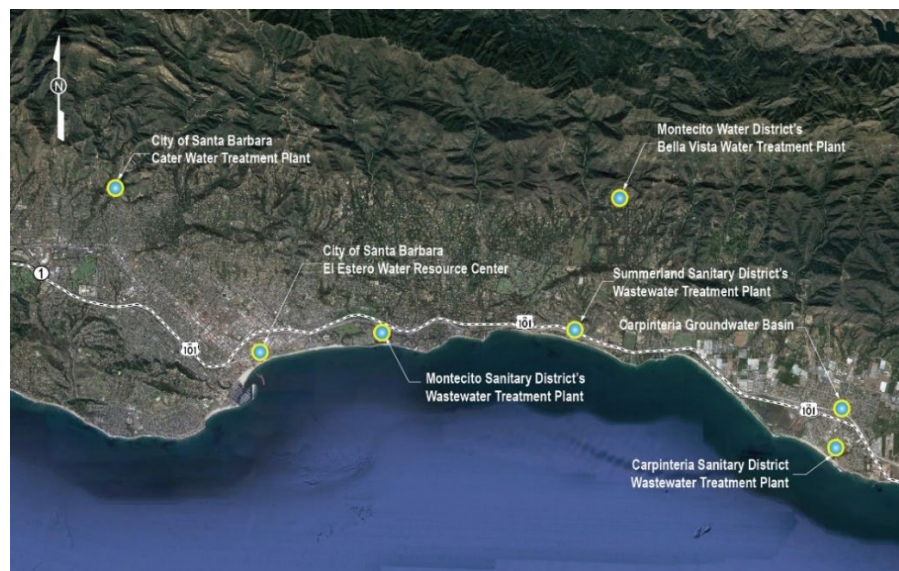 N
City of Santa Barbara
Cater Water Treatment Plant
Montecito Water District's
Bella Vista Water Treatment Plant
City of Santa Barbara
El Estero Water Resource Center
1
Summerland Sanitary District's
Wastewater Treatment Plant
101
Carpinteria Groundwater Basin
101
Montecito Sanitary District's
Wastewater Treatment Plant
101
Carpinteria Sanitary District
Wastewater Treatment Plant